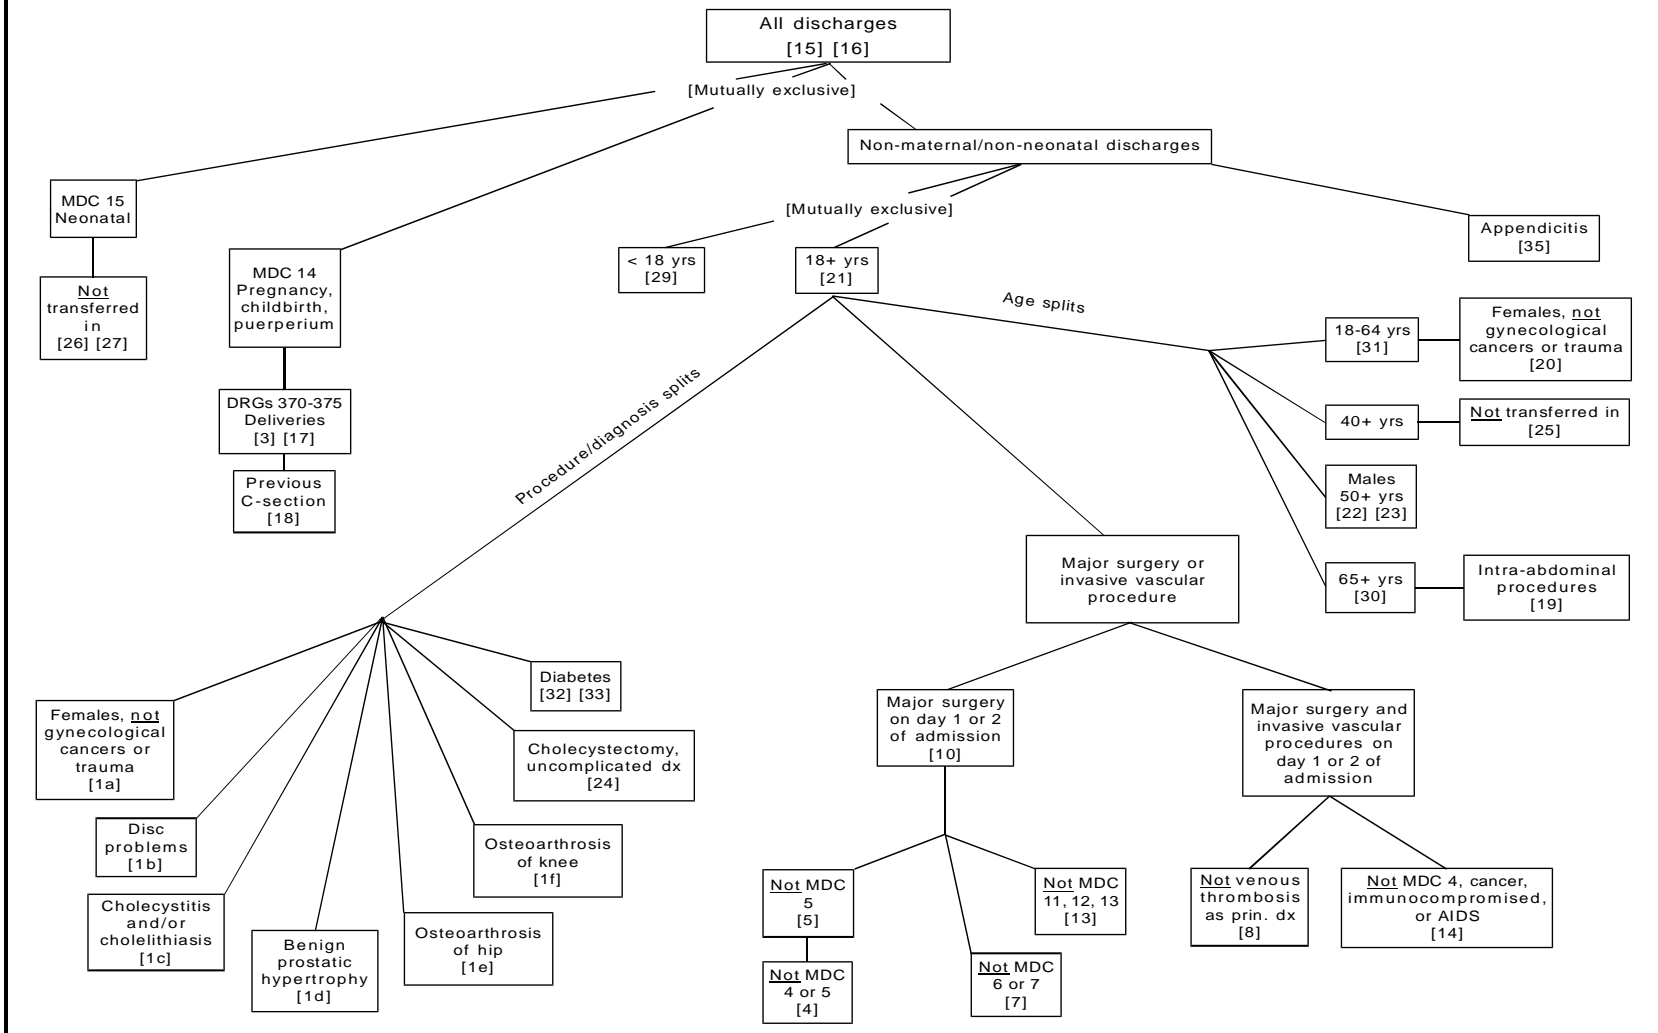 All discharges
[15] [16]
[Mutually exclusive]
Non-maternal/non-neonatal discharges
MDC 15
Neonatal
Not
transferred
in
[26] [27]
MDC 14
Pregnancy,
childbirth,
puerperium
DRGs 370-375
Deliveries
[3] [17]
Previous
C-section
[18]
[Mutually exclusive]
< 18 yrs
[29]
18+ yrs
[21]
Appendicitis
[35]
Age splits
18-64 yrs
[31]
Females, not
gynecological
cancers or trauma
[20]
40+ yrs
Not transferred in
[25]
Males
50+ yrs
[22] [23]
65+ yrs
[30]
Intra-abdominal
procedures
[19]
Procedure/diagnosis splits
Females, not
gynecological
cancers or
trauma
[1a]
Disc
problems
[1b]
Cholecystitis
and/or
cholelithiasis
[1c]
Benign
prostatic
hypertrophy
[1d]
Osteoarthrosis
of hip
[1e]
Osteoarthrosis
of knee
[1f]
Cholecystectomy,
uncomplicated dx
[24]
Diabetes
[32] [33]
Major surgery or
invasive vascular
procedure
Major surgery
on day 1 or 2
of admission
[10]
Not MDC
5
[5]
Not MDC
4 or 5
[4]
Not MDC
6 or 7
[7]
Not MDC
11, 12, 13
[13]
Major surgery and
invasive vascular
procedures on
day 1 or 2 of
admission
Not venous
thrombosis
as prin. dx
[8]
Not MDC 4, cancer,
immunocompromised,
or AIDS
[14]